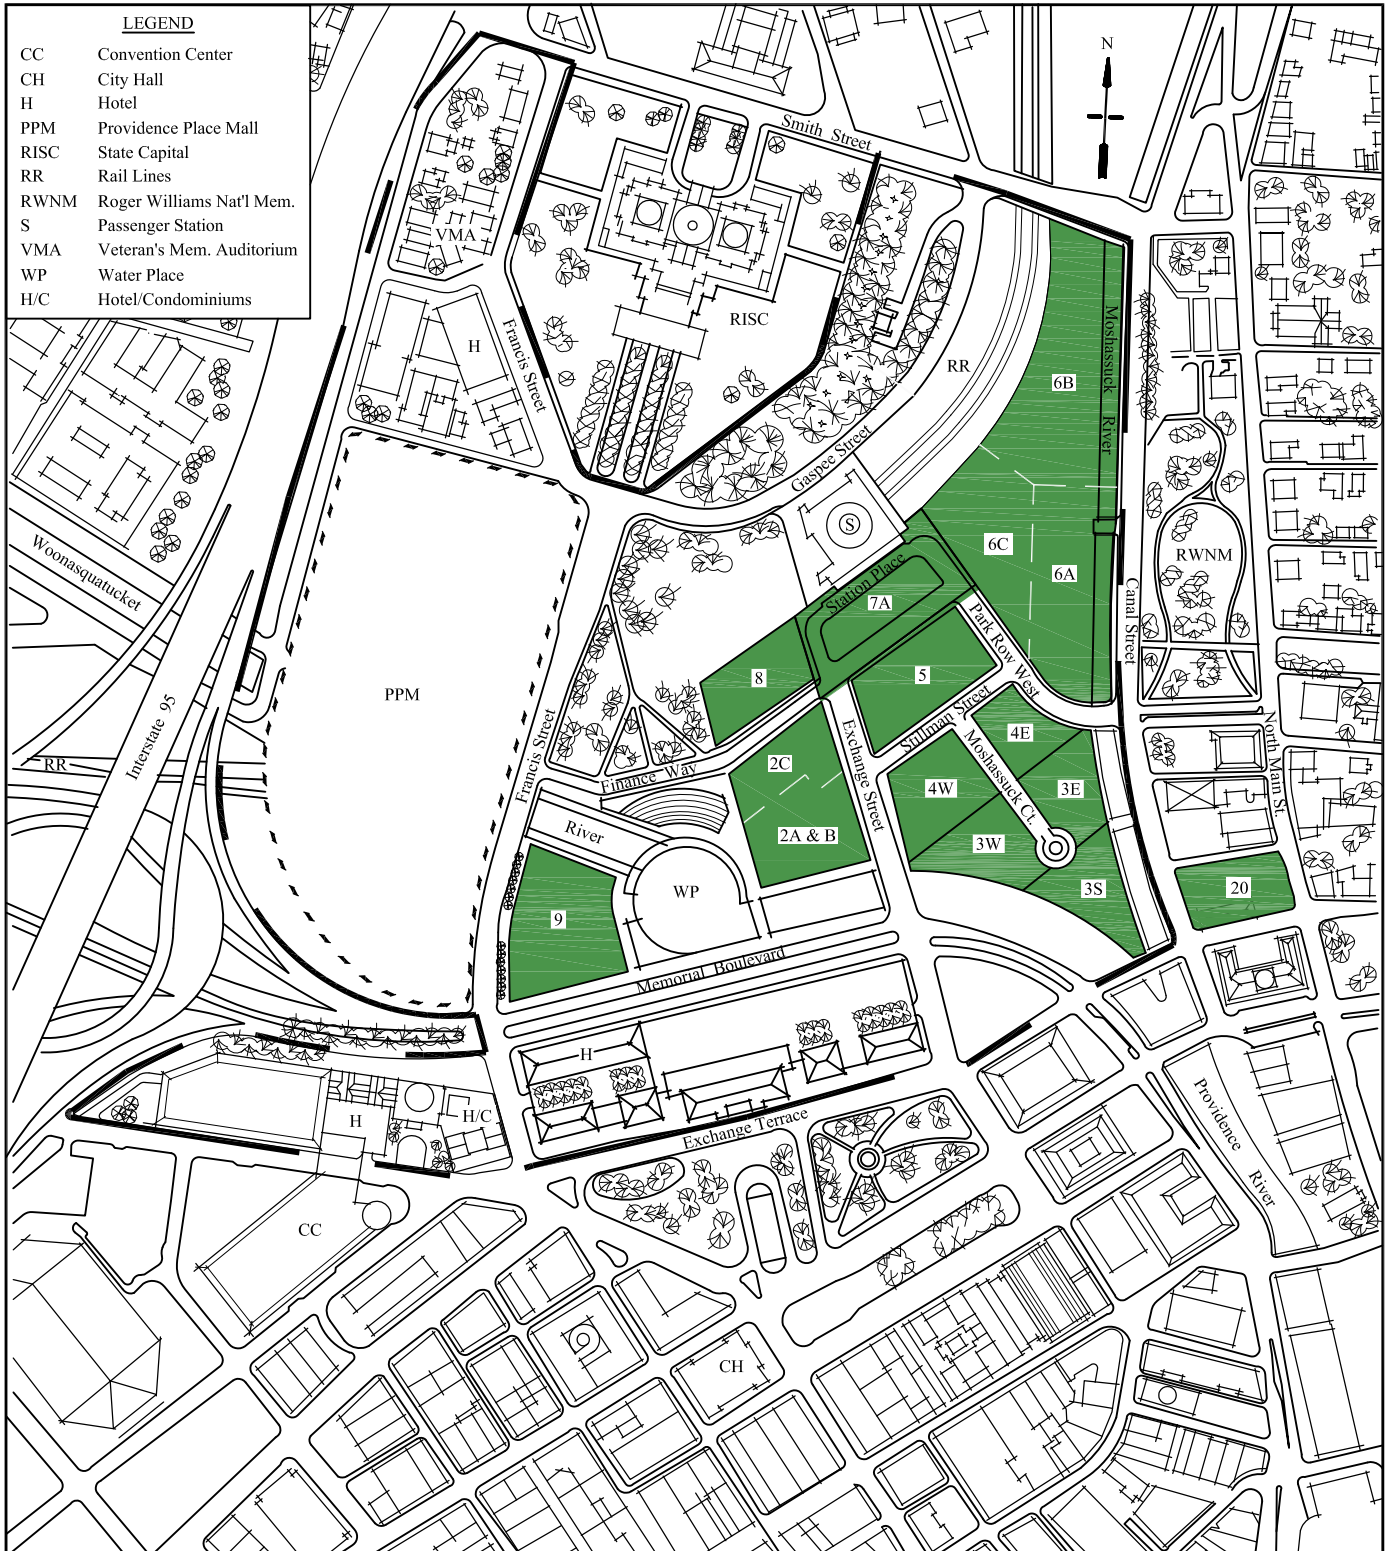 LEGEND
CC Convention Center
CH City Hall
H Hotel
PPM Providence Place Mall
RISC State Capital
RR Rail Lines
RWNM Roger Williams Nat'l Mem.
S Passenger Station
VMA Veteran's Mem. Auditorium
WP Water Place
H/C Hotel/Condominiums
N
Smith Street
VMA
RISC
H
Francis Street
RR
Moshassuck River
6B
Gaspee Street
S
Woonasquatucket
6C
6A
RWNM
Station Place
7A
Canal Street
Park Row West
8
5
PPM
Interstate 95
Stillman Street
4E
North Main St.
Francis Street
Exchange Street
Moshassuck Ct.
RR
Finance Way
2C
4W
3E
River
2A & B
3W
WP
3S
20
9
Memorial Boulevard
H
H
H/C
Exchange Terrace
Providence River
CC
CH